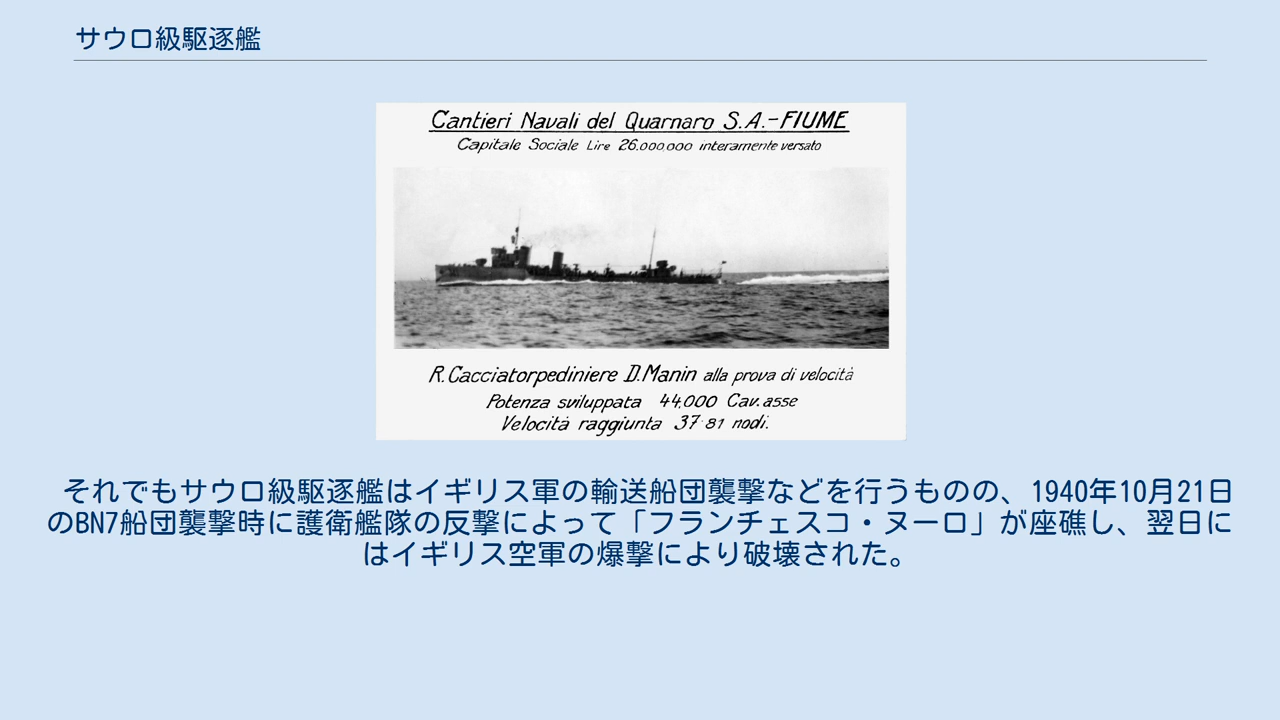 サウロ級駆逐艦
Cantieri Navali del Quarnaro S.A.-FIUME
Capitale Sociale Lire 26.000.000 interamente versato
R.Cacciatorpediniere D.Manin alla prova di velocità
Potenza sviluppata 44.000 Cav.asse
Velocità raggiunta 37·81 nodi.
それでもサウロ級駆逐艦はイギリス軍の輸送船団襲撃などを行うものの、1940年10月21日
のBN7船団襲撃時に護衛艦隊の反撃によって「フランチェスコ・ヌーロ」が座礁し、翌日に
はイギリス空軍の爆撃により破壊された。